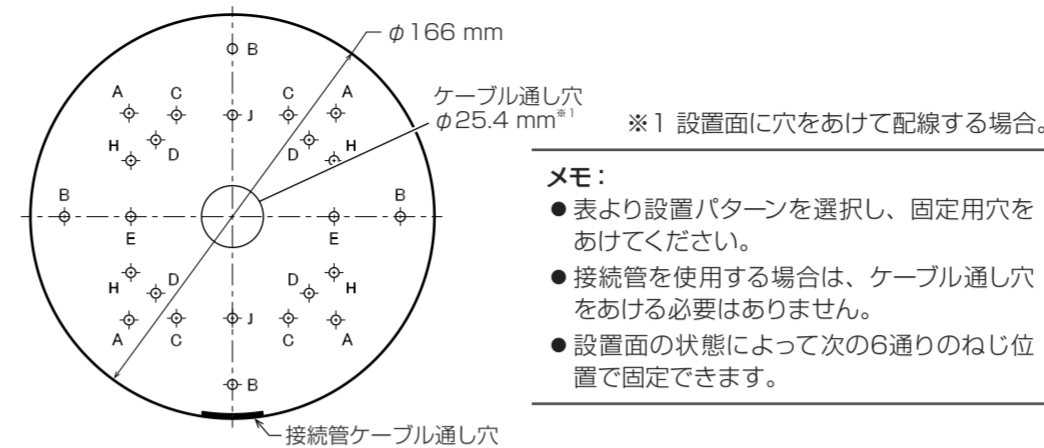 φ166 mm
B
A
C
C
A
J
ケーブル通し穴
φ25.4 mm※1
※1 設置面に穴をあけて配線する場合。
H
D
D
H
B
B
E
E
H
D
D
H
A
C
J
C
A
B
接続管ケーブル通し穴
メモ：
●表より設置パターンを選択し、固定用穴を
あけてください。
●接続管を使用する場合は、ケーブル通し穴
をあける必要はありません。
●設置面の状態によって次の6通りのねじ位
置で固定できます。